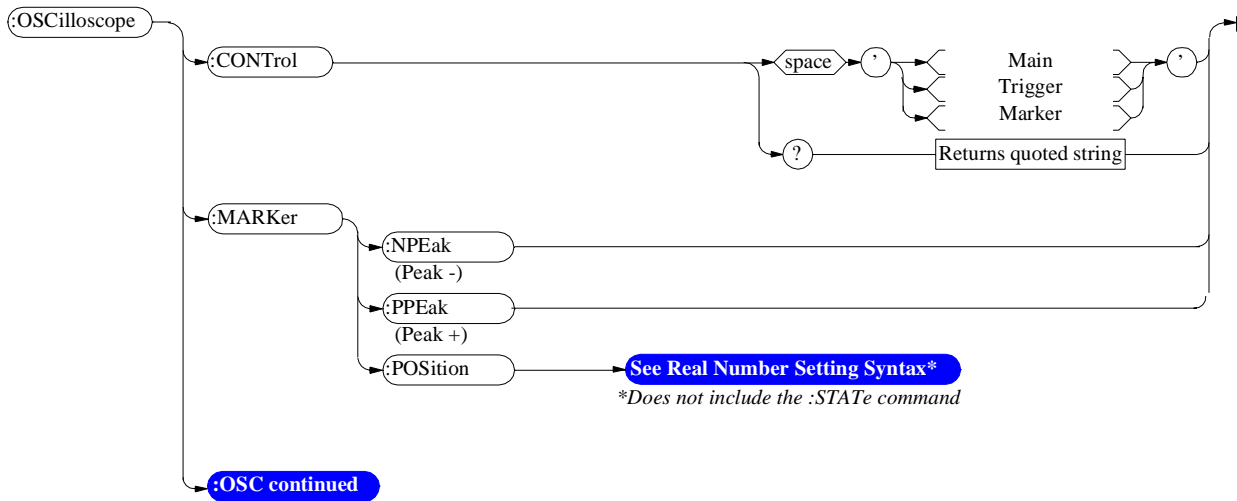 :OSCilloscope
:CONTrol
space
'
Main
Trigger
Marker
'
?
Returns quoted string
:MARKer
:NPEak
(Peak -)
:PPEak
(Peak +)
:POSition
See Real Number Setting Syntax*
*Does not include the :STATe command
:OSC continued